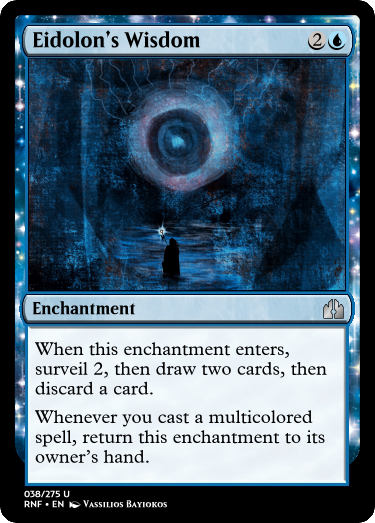 Eidolon's Wisdom 2
Enchantment
When this enchantment enters,
surveil 2, then draw two cards, then
discard a card.
Whenever you cast a multicolored
spell, return this enchantment to its
owner's hand.
038/275 U
RNF • EN Vassilios Bayiokos